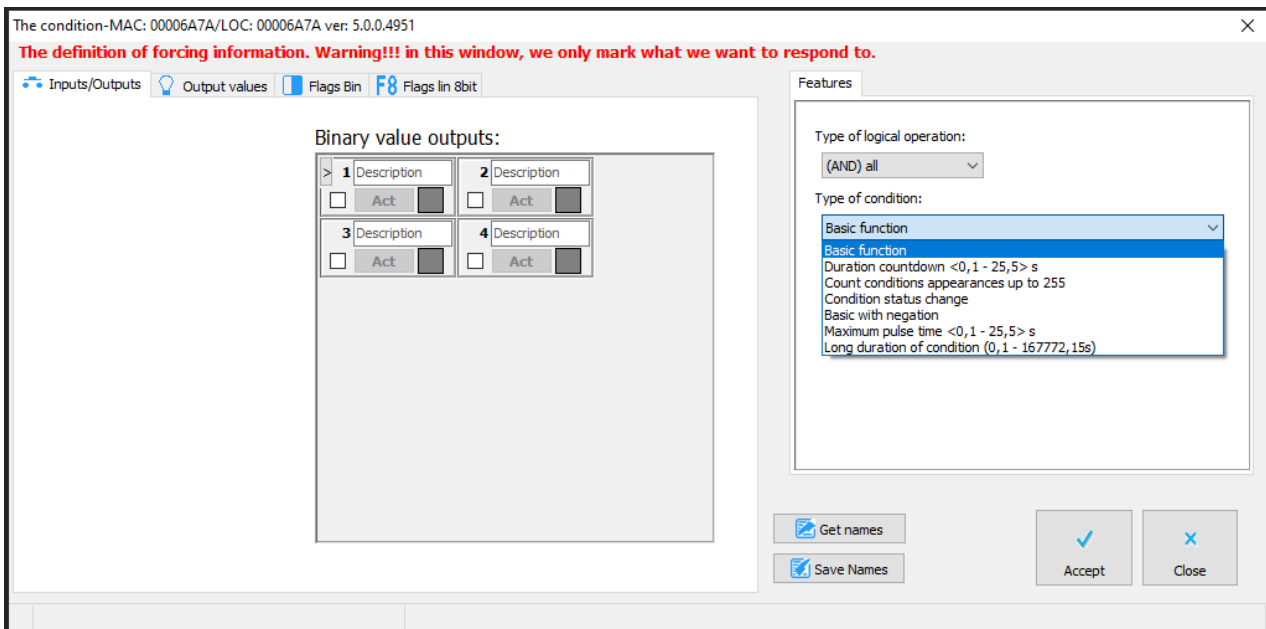 The condition-MAC: 00006A7A/LOC: 00006A7A ver: 5.0.0.4951
The definition of forcing information. Warning!!! in this window, we only mark what we want to respond to.
Inputs/Outputs
Output values
Flags Bin
F8 Flags lin 8bit
Binary value outputs:
> 1 Description
2 Description
Act
Act
3 Description
4 Description
Act
Act
Features
Type of logical operation:
(AND) all
Type of condition:
Basic function
Basic function
Duration countdown <0,1 - 25,5> s
Count conditions appearances up to 255
Condition status change
Basic with negation
Maximum pulse time <0,1 - 25,5> s
Long duration of condition (0,1 - 167772,15s)
Get names
Save Names
Accept
Close